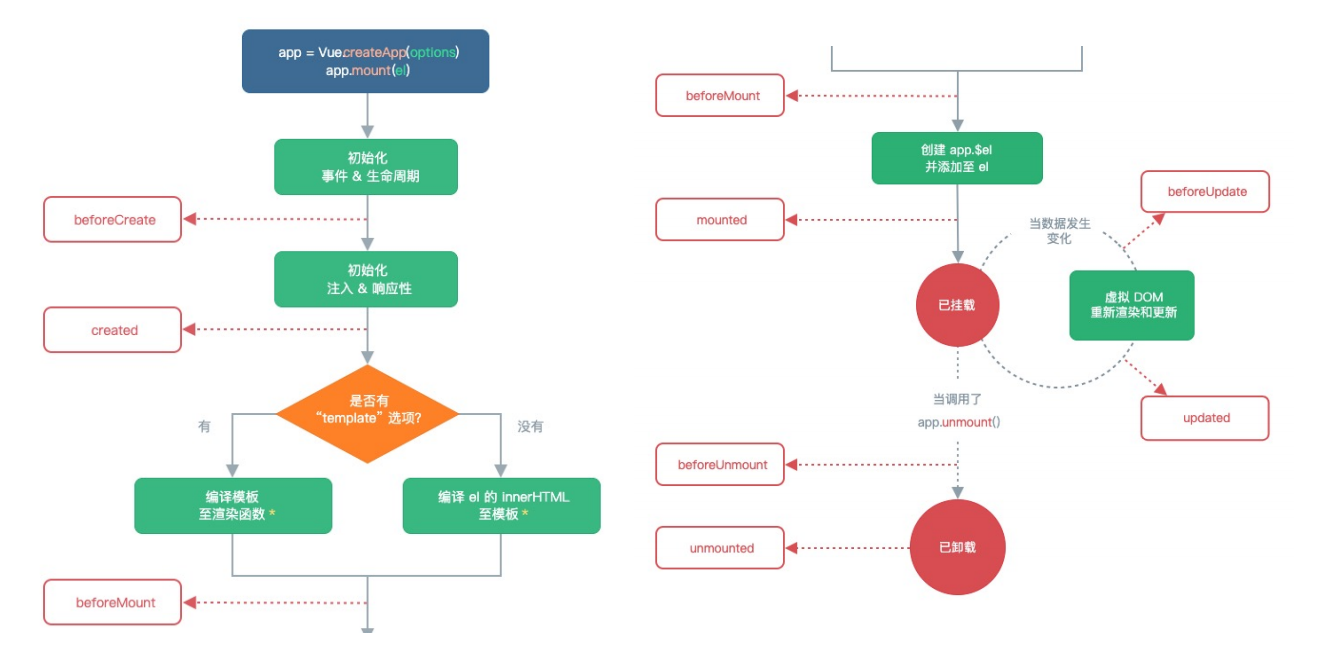 app = Vue.createApp(options)
app.mount(el)
初始化
事件 & 生命周期
beforeCreate
初始化
注入 & 响应性
created
是否有
“template” 选项?
有
没有
编译模板
至渲染函数 *
编译 el 的 innerHTML
至模板 *
beforeMount
beforeMount
创建 app.$el
并添加至 el
mounted
已挂载
当数据发生
变化
beforeUpdate
虚拟 DOM
重新渲染和更新
updated
当调用了
app.unmount()
beforeUnmount
已卸载
unmounted